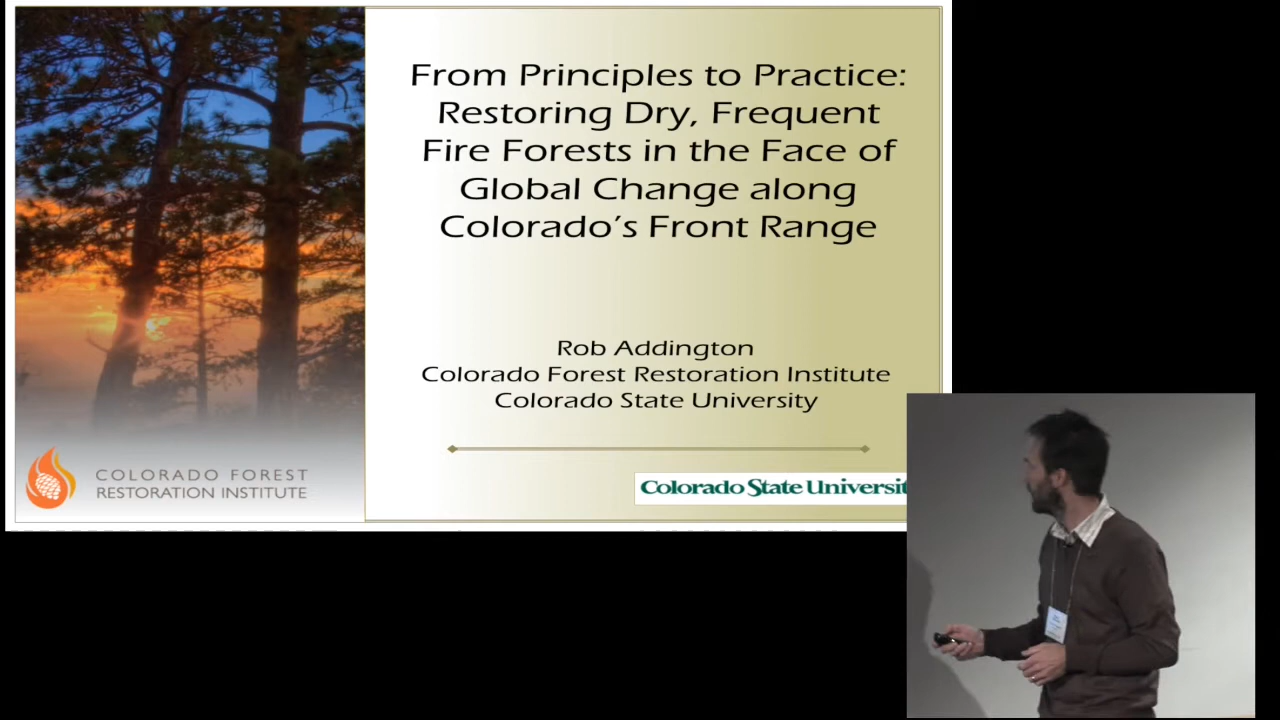 From Principles to Practice:
Restoring Dry, Frequent
Fire Forests in the Face of
Global Change along
Colorado's Front Range
Rob Addington
Colorado Forest Restoration Institute
Colorado State University
COLORADO FOREST
RESTORATION INSTITUTE
Colorado State Universit